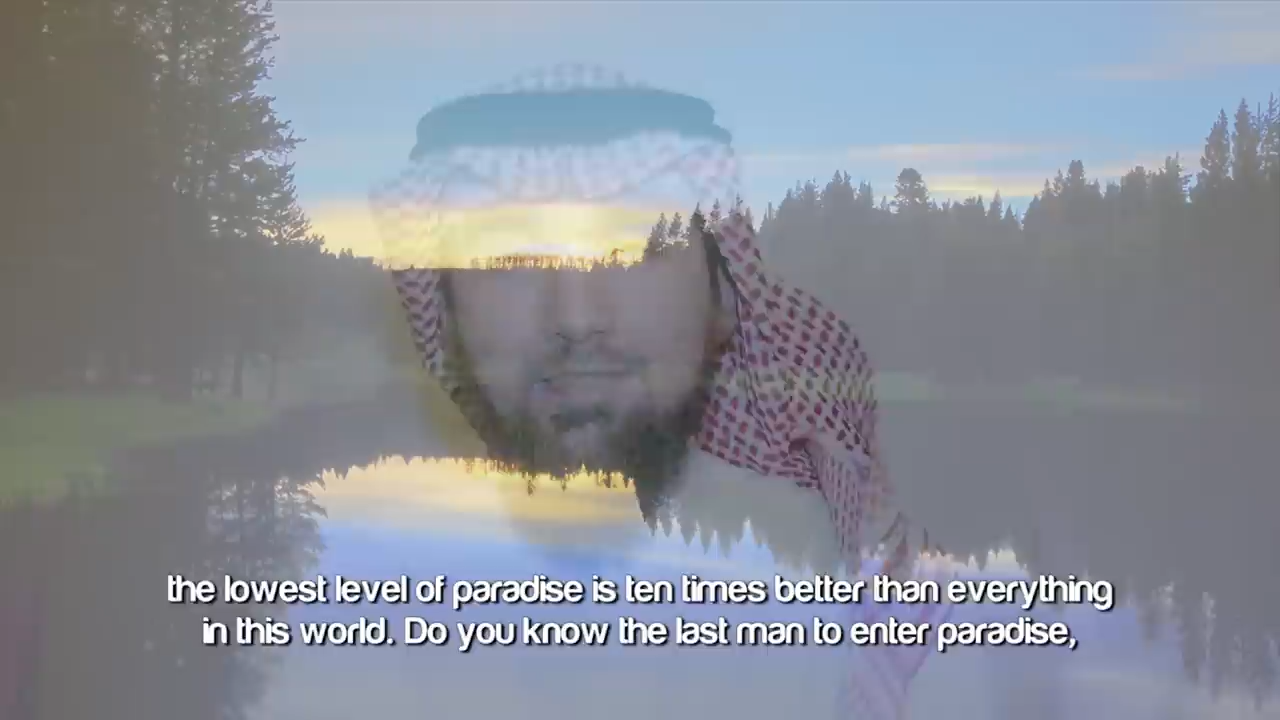 the lowest level of paradise is ten times better than everything
in this world. Do you know the last man to enter paradise,